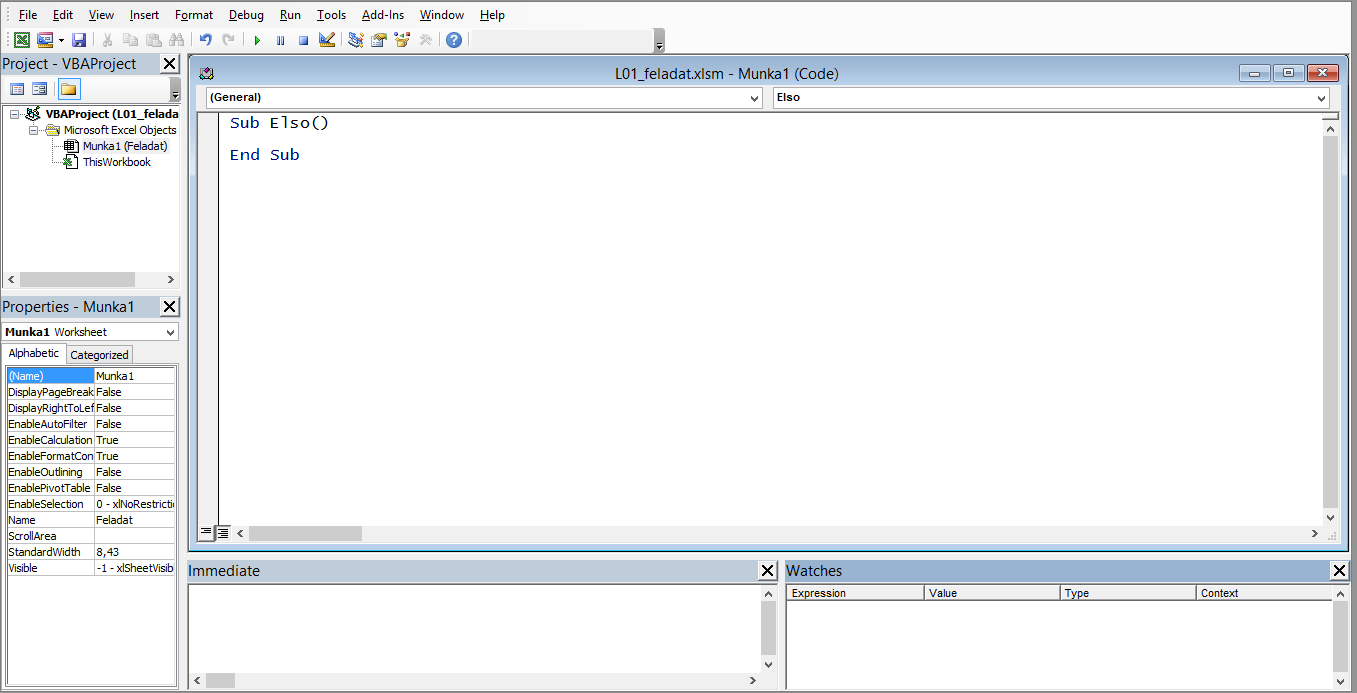 File Edit View Insert Format Debug Run Tools Add-Ins Window Help
Project - VBAProject
VBAProject (L01_felada
Microsoft Excel Objects
Munka1 (Feladat)
ThisWorkbook
Properties - Munka1
Munka1 Worksheet
Alphabetic Categorized
(Name) Munka1
DisplayPageBreak False
DisplayRightToLef False
EnableAutoFilter False
EnableCalculation True
EnableFormatCon True
EnableOutlining False
EnablePivotTable False
EnableSelection 0 - xlNoRestrictio
Name Feladat
ScrollArea
StandardWidth 8,43
Visible -1 - xlSheetVisib
L01_feladat.xlsm - Munka1 (Code)
(General) Elso
Sub Elso()
End Sub
Immediate
Watches
Expression Value Type Context